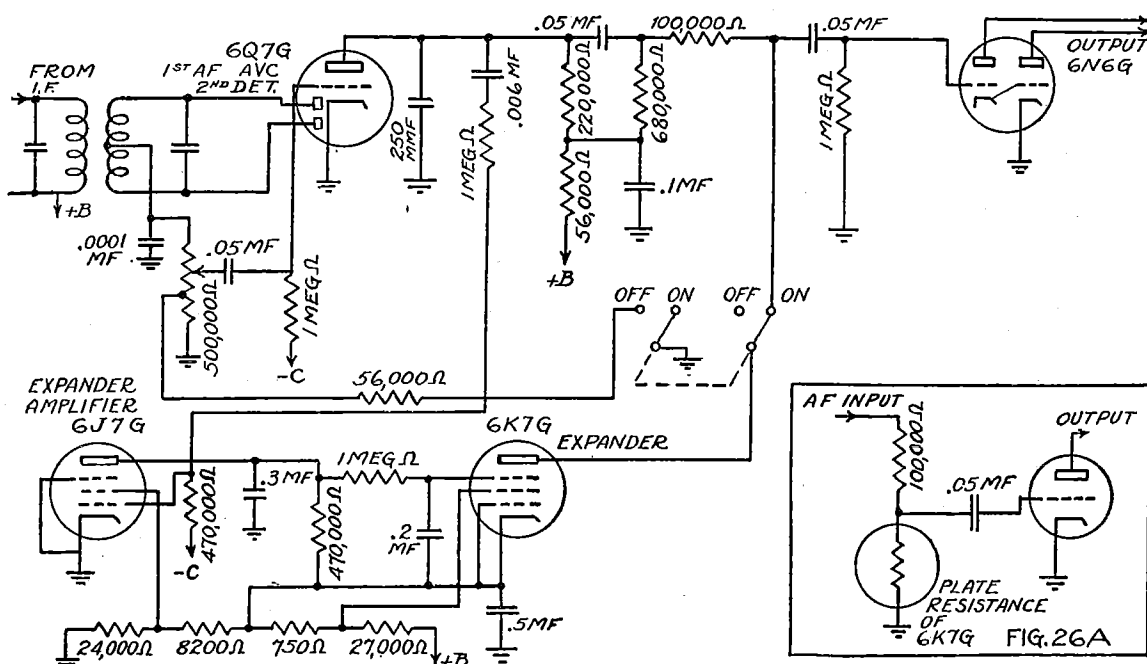 6Q7G
1ST AF AVC
2ND DET.
FROM
I.F.
+B
.0001
MF
.05 MF
500,000Ω
1 MEG Ω
-C
250
MMF
.006 MF
1 MEG Ω
.05 MF
220,000Ω
56,000Ω
+B
100,000Ω
680,000Ω
.1MF
.05 MF
1 MEG Ω
OUTPUT
6N6G
OFF
ON
OFF
ON
56,000Ω
EXPANDER
AMPLIFIER
6J7G
.3 MF
470,000Ω
-C
1 MEG Ω
470,000Ω
.2
MF
6K7G
EXPANDER
.5MF
24,000Ω
8200Ω
750Ω
27,000Ω
+B
AF INPUT
100,000Ω
.05 MF
OUTPUT
PLATE
RESISTANCE
OF
6K7G
FIG. 26A